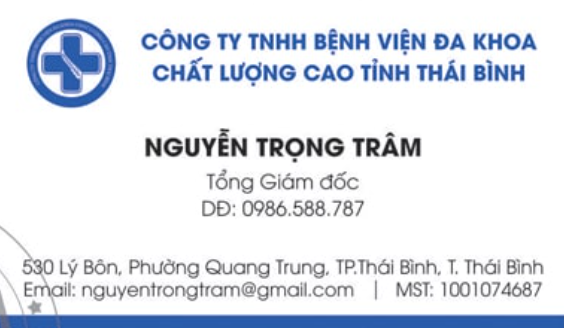 CÔNG TY TNHH BỆNH VIỆN ĐA KHOA
CHẤT LƯỢNG CAO TỈNH THÁI BÌNH
NGUYỄN TRỌNG TRÂM
Tổng Giám đốc
DĐ: 0986.588.787
530 Lý Bôn, Phường Quang Trung, TP.Thái Bình, T. Thái Bình
Email: nguyentrongtram@gmail.com | MST: 1001074687